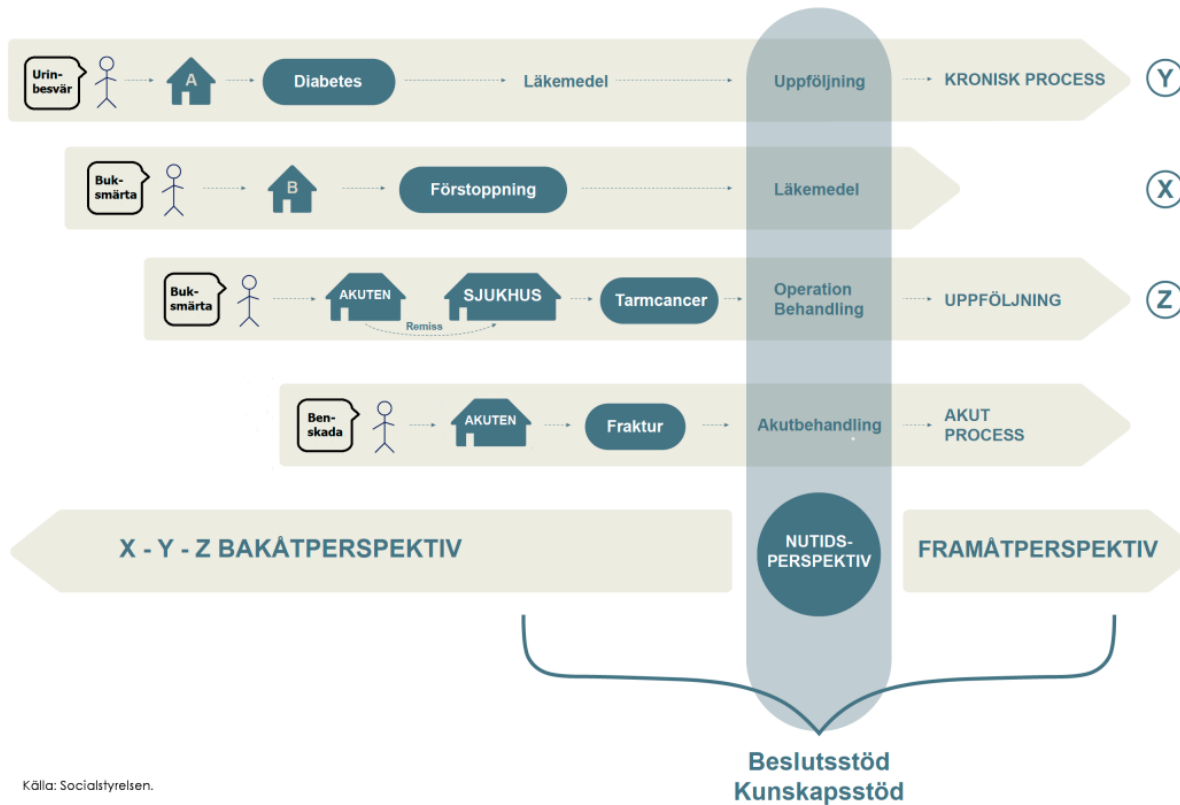 Urin-
besvär
A
Diabetes
Läkemedel
Uppföljning
KRONISK PROCESS
Y
Buk-
smärta
B
Förstoppning
Läkemedel
X
Buk-
smärta
AKUTEN
SJUKHUS
Remiss
Tarmcancer
Operation
Behandling
UPPFÖLJNING
Z
Ben-
skada
AKUTEN
Fraktur
Akutbehandling
AKUT
PROCESS
X - Y - Z BAKÅTPERSPEKTIV
NUTIDS-
PERSPEKTIV
FRAMÅTPERSPEKTIV
Beslutsstöd
Kunskapsstöd
Källa: Socialstyrelsen.